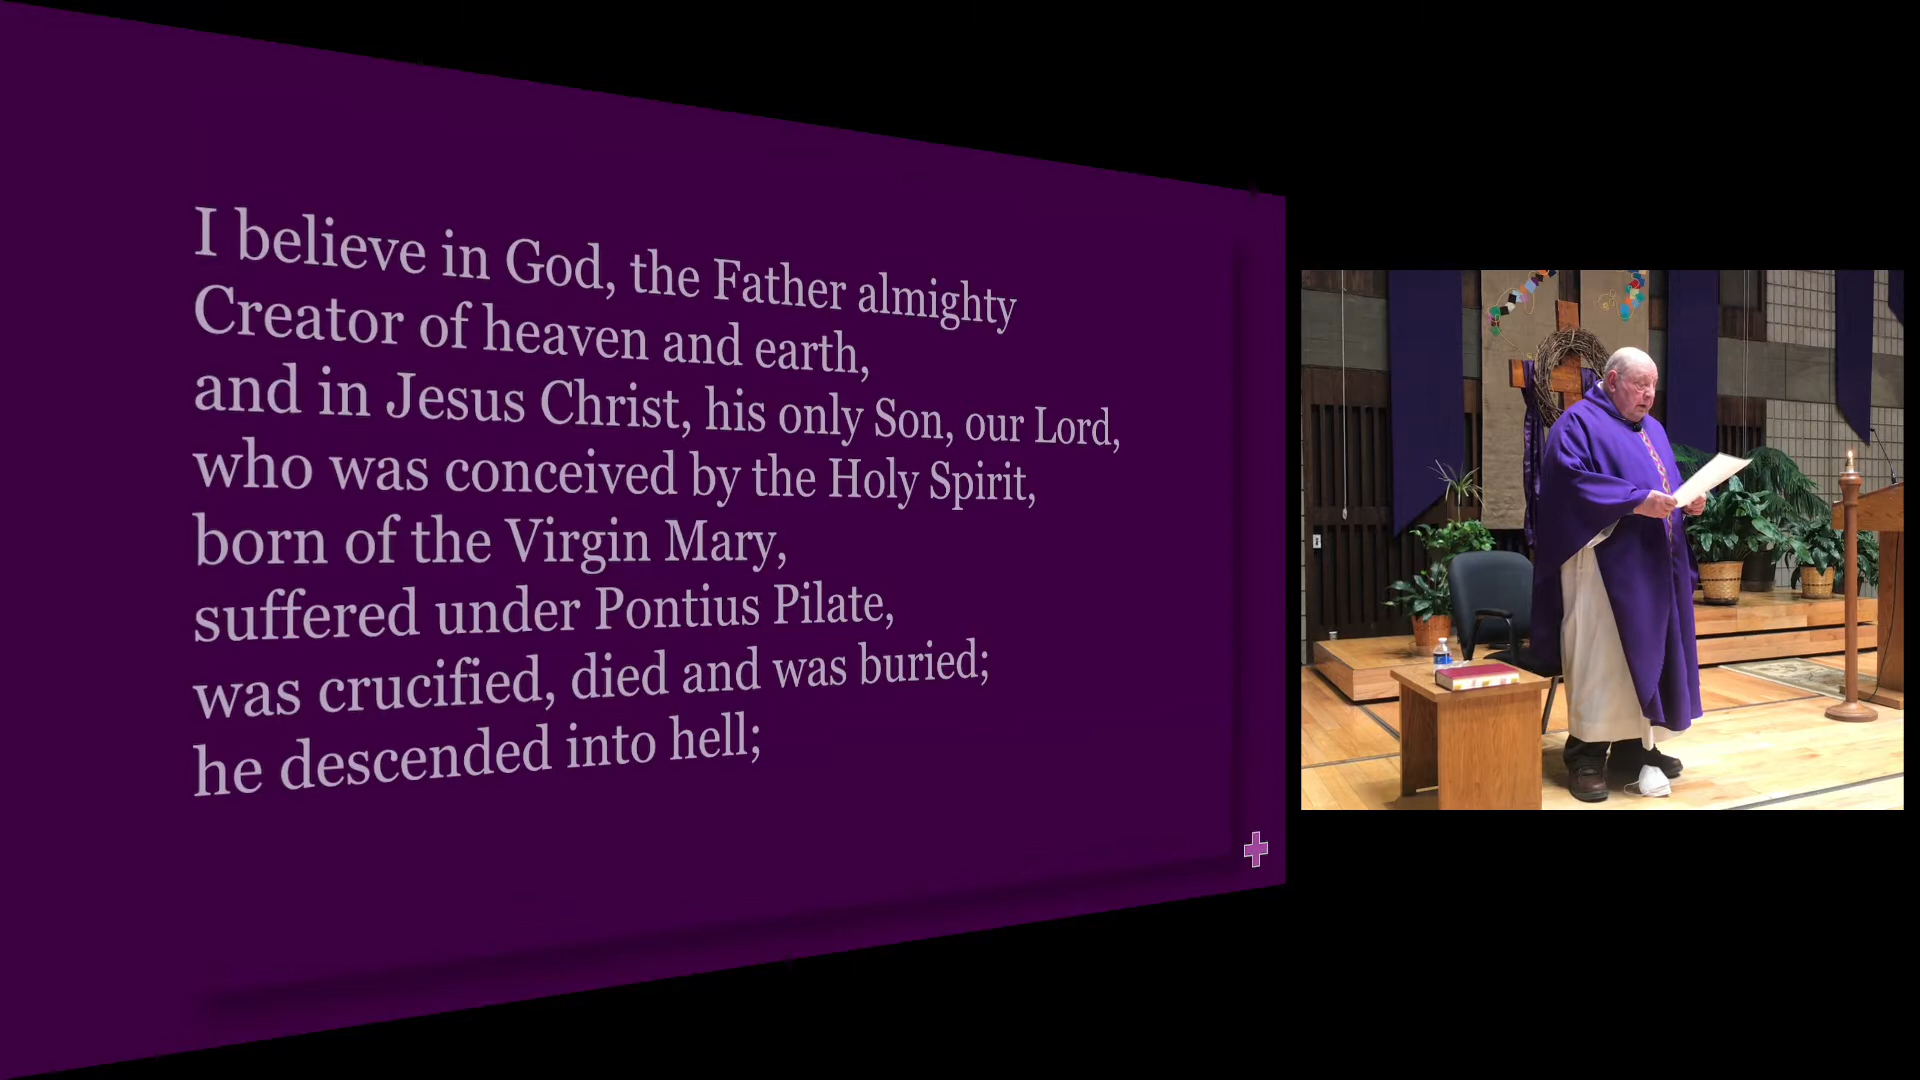 I believe in God, the Father almighty
Creator of heaven and earth,
and in Jesus Christ, his only Son, our Lord,
who was conceived by the Holy Spirit,
born of the Virgin Mary,
suffered under Pontius Pilate,
was crucified, died and was buried;
he descended into hell;